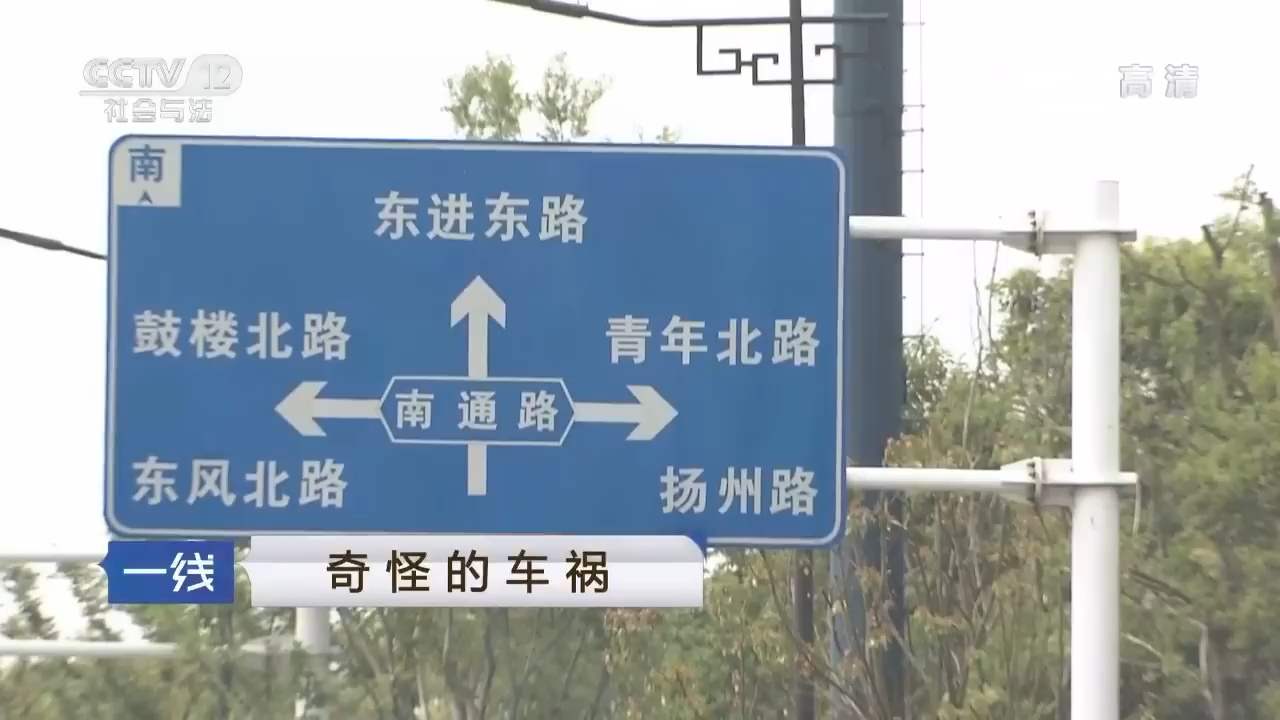 CCTV 12
社会与法
高清
南
东进东路
鼓楼北路
青年北路
南通路
东风北路
扬州路
一线
奇怪的车祸